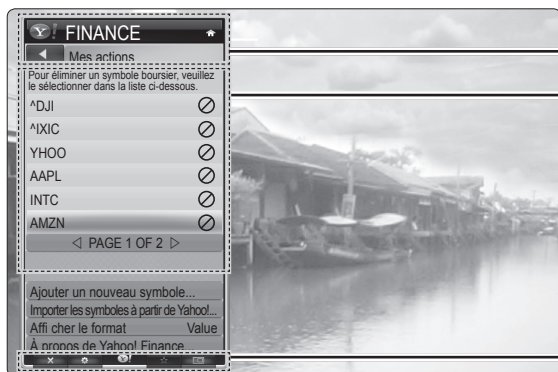 Y! FINANCE
Mes actions
Pour éliminer un symbole boursier, veuillez
le sélectionner dans la liste ci-dessous.
^DJI
^IXIC
YHOO
AAPL
INTC
AMZN
PAGE 1 OF 2
Ajouter un nouveau symbole...
Importer les symboles à partir de Yahoo!...
Affi cher le format Value
À propos de Yahoo! Finance...
Y!